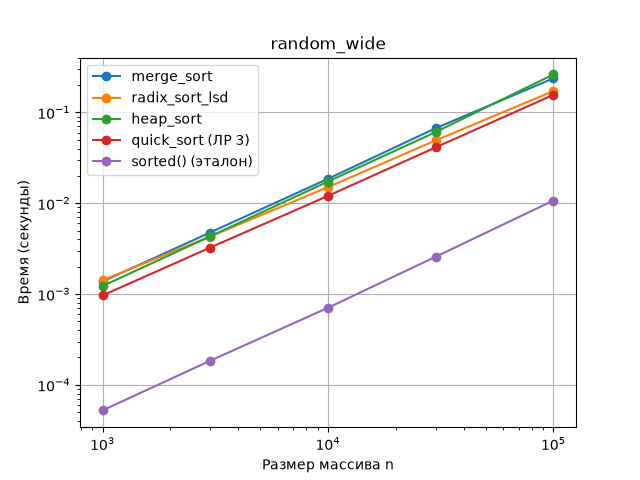 random_wide
merge_sort
radix_sort_lsd
heap_sort
quick_sort (ЛР 3)
sorted() (эталон)
Время (секунды)
10⁻¹
10⁻²
10⁻³
10⁻⁴
10³ 10⁴ 10⁵
Размер массива n